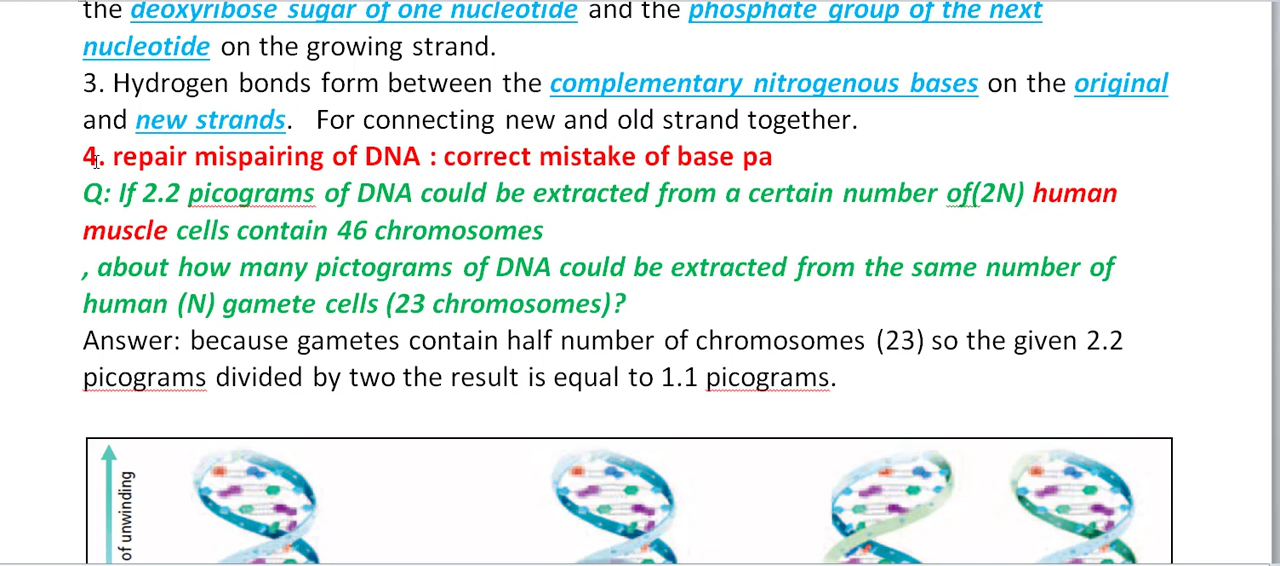 the deoxyribose sugar of one nucleotide and the phosphate group of the next
nucleotide on the growing strand.
3. Hydrogen bonds form between the complementary nitrogenous bases on the original
and new strands. For connecting new and old strand together.
4. repair mispairing of DNA : correct mistake of base pa
Q: If 2.2 picograms of DNA could be extracted from a certain number of(2N) human
muscle cells contain 46 chromosomes
, about how many pictograms of DNA could be extracted from the same number of
human (N) gamete cells (23 chromosomes)?
Answer: because gametes contain half number of chromosomes (23) so the given 2.2
picograms divided by two the result is equal to 1.1 picograms.
of unwinding